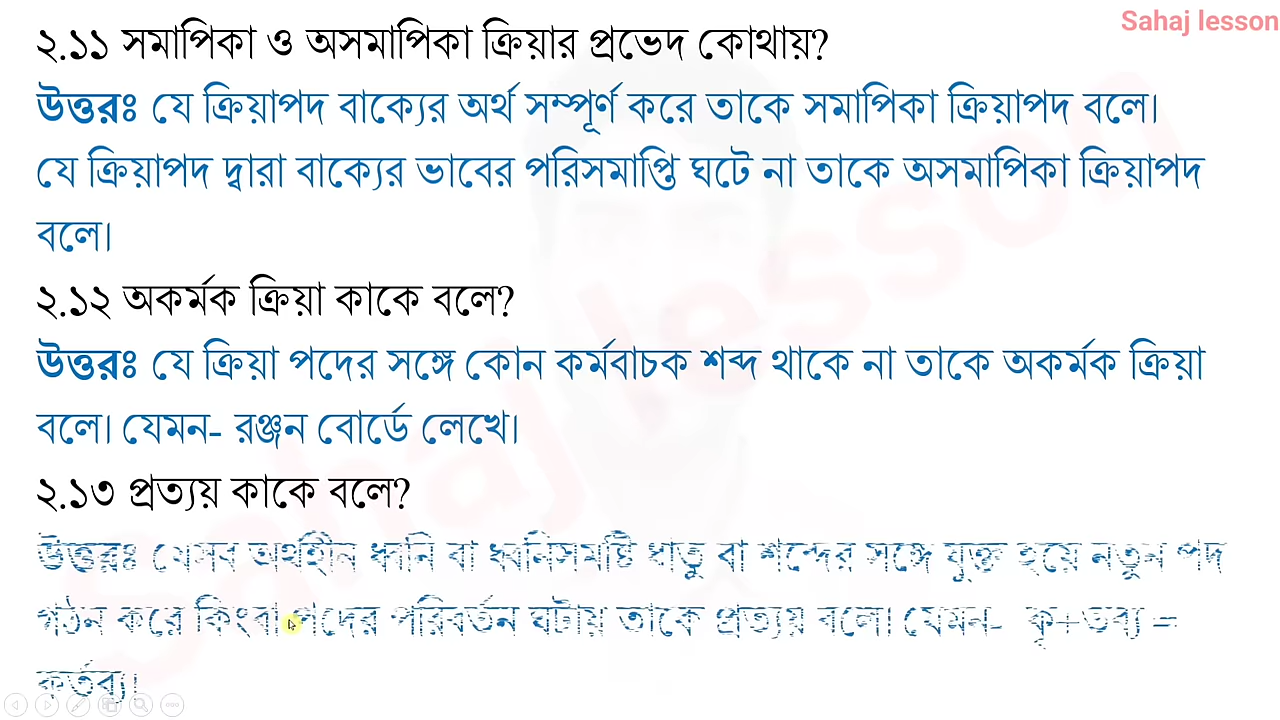 Sahaj lesson
২.১১ সমাপিকা ও অসমাপিকা ক্রিয়ার প্রভেদ কোথায়?
উত্তরঃ যে ক্রিয়াপদ বাক্যের অর্থ সম্পূর্ণ করে তাকে সমাপিকা ক্রিয়াপদ বলে।
যে ক্রিয়াপদ দ্বারা বাক্যের ভাবের পরিসমাপ্তি ঘটে না তাকে অসমাপিকা ক্রিয়াপদ
বলে।
২.১২ অকর্মক ক্রিয়া কাকে বলে?
উত্তরঃ যে ক্রিয়া পদের সঙ্গে কোন কর্মবাচক শব্দ থাকে না তাকে অকর্মক ক্রিয়া
বলে। যেমন- রঞ্জন বোর্ডে লেখে।
২.১৩ প্রত্যয় কাকে বলে?
উত্তরঃ যেসব অর্থহীন ধ্বনি বা ধ্বনিসমষ্টি ধাতু বা শব্দের সঙ্গে যুক্ত হয়ে নতুন পদ
গঠন করে কিংবা পদের পরিবর্তন ঘটায় তাকে প্রত্যয় বলে। যেমন- কৃ+তব্য =
কর্তব্য।
Sahaj lesson